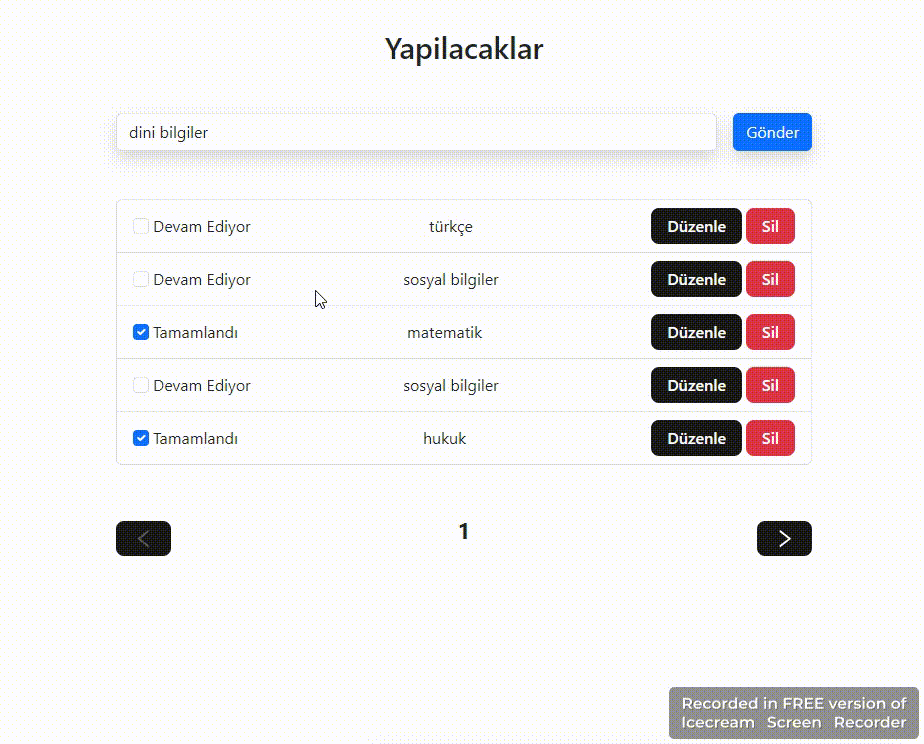 Yapilacaklar
dini bilgiler Gönder
Devam Ediyor türkçe Düzenle Sil
Devam Ediyor sosyal bilgiler Düzenle Sil
Tamamlandı matematik Düzenle Sil
Devam Ediyor sosyal bilgiler Düzenle Sil
Tamamlandı hukuk Düzenle Sil
1
Recorded in FREE version of
Icecream Screen Recorder